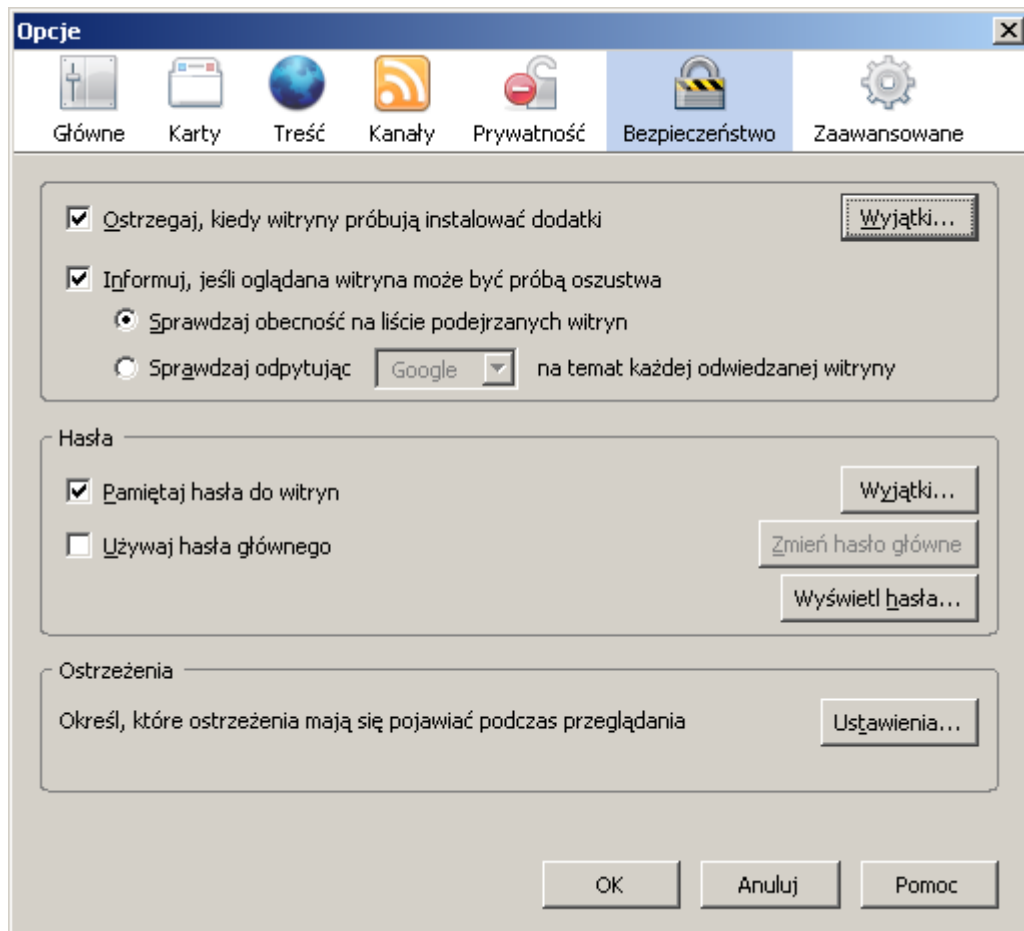 Opcje
Główne Karty Treść Kanały Prywatność Bezpieczeństwo Zaawansowane
Ostrzegaj, kiedy witryny próbują instalować dodatki Wyjątki...
Informuj, jeśli oglądana witryna może być próbą oszustwa
Sprawdzaj obecność na liście podejrzanych witryn
Sprawdzaj odpytując Google na temat każdej odwiedzanej witryny
Hasła
Pamiętaj hasła do witryn Wyjątki...
Używaj hasła głównego Zmień hasło główne
Wyświetl hasła...
Ostrzeżenia
Określ, które ostrzeżenia mają się pojawiać podczas przeglądania Ustawienia...
OK Anuluj Pomoc